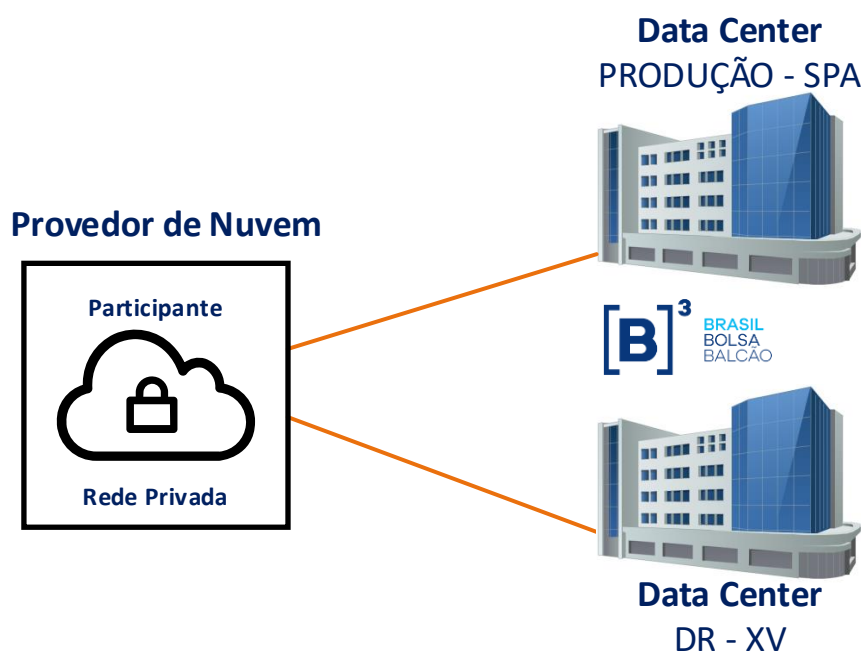 Data Center
PRODUÇÃO - SPA
Provedor de Nuvem
Participante
Rede Privada
[B]³
BRASIL
BOLSA
BALCÃO
Data Center
DR - XV